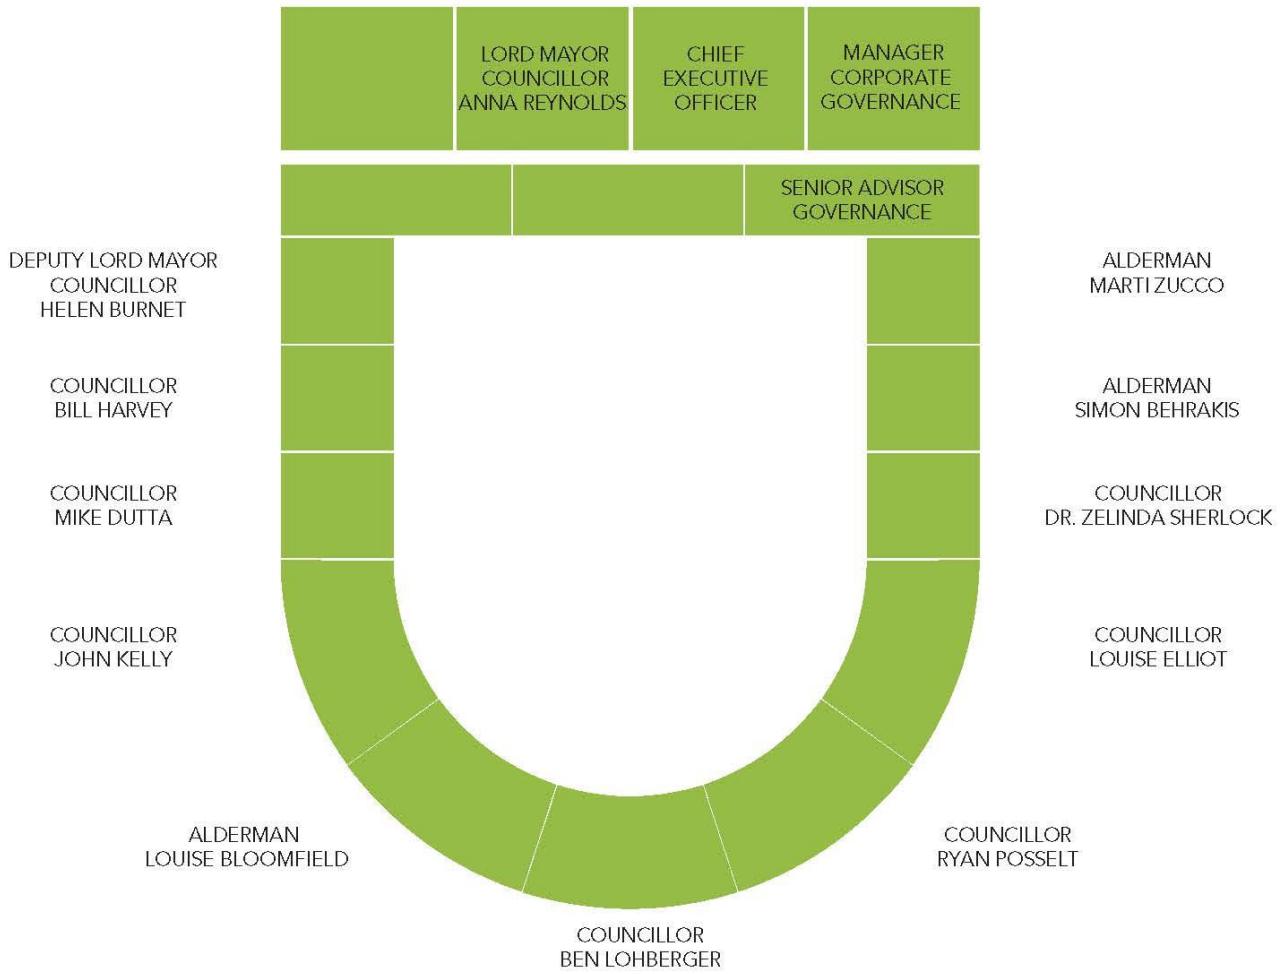 LORD MAYOR
COUNCILLOR
ANNA REYNOLDS
CHIEF
EXECUTIVE
OFFICER
MANAGER
CORPORATE
GOVERNANCE
SENIOR ADVISOR
GOVERNANCE
DEPUTY LORD MAYOR
COUNCILLOR
HELEN BURNET
ALDERMAN
MARTI ZUCCO
COUNCILLOR
BILL HARVEY
ALDERMAN
SIMON BEHRAKIS
COUNCILLOR
MIKE DUTTA
COUNCILLOR
DR. ZELINDA SHERLOCK
COUNCILLOR
JOHN KELLY
COUNCILLOR
LOUISE ELLIOT
ALDERMAN
LOUISE BLOOMFIELD
COUNCILLOR
RYAN POSSELT
COUNCILLOR
BEN LOHBERGER